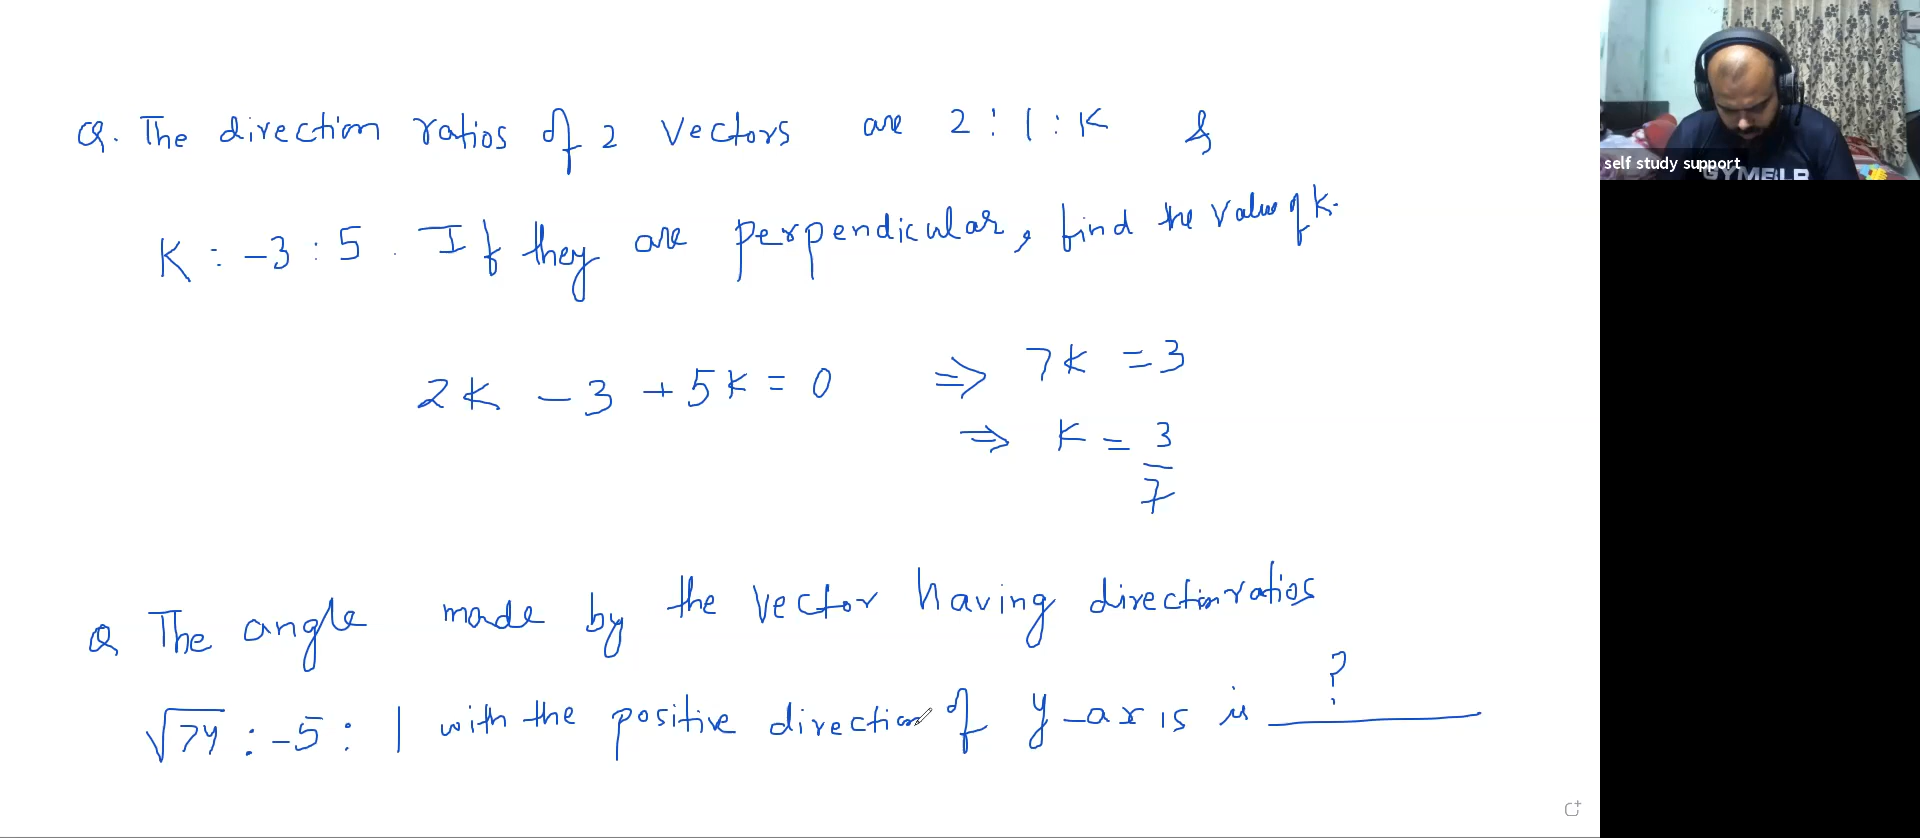 Q. The direction ratios of 2 vectors are 2 : 1 : K &
K : -3 : 5 . If they are perpendicular, find the value of k.
2K - 3 + 5K = 0 ⇒ 7K = 3
⇒ K = 3/7
Q The angle made by the vector having direction ratios
√74 : -5 : 1 with the positive direction of y-axis is ____?____
self study support